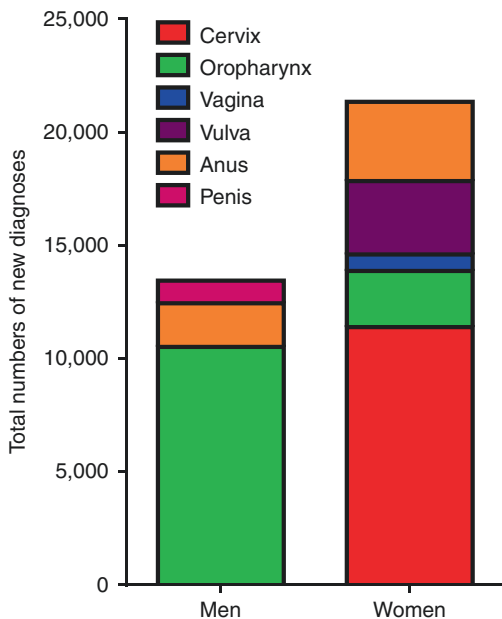 Total numbers of new diagnoses
25,000
20,000
15,000
10,000
5,000
0
Cervix
Oropharynx
Vagina
Vulva
Anus
Penis
Men
Women